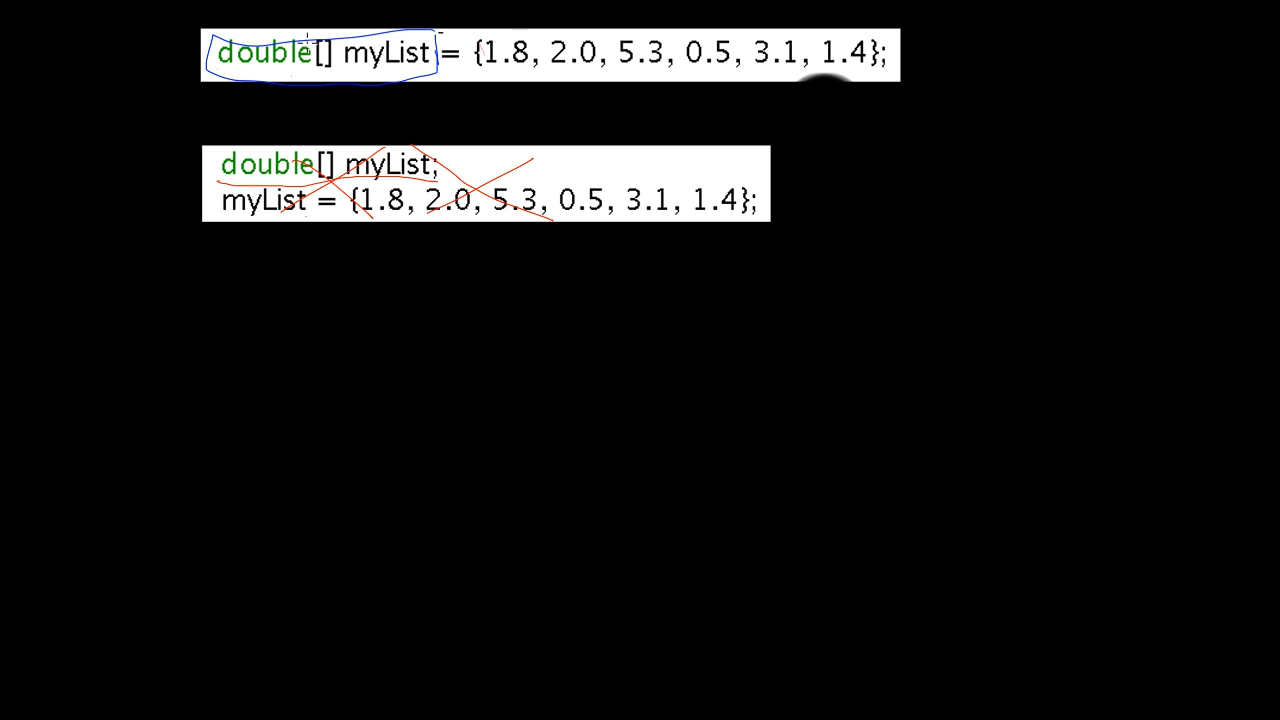 double[] myList = {1.8, 2.0, 5.3, 0.5, 3.1, 1.4};
double[] myList;
myList = {1.8, 2.0, 5.3, 0.5, 3.1, 1.4};